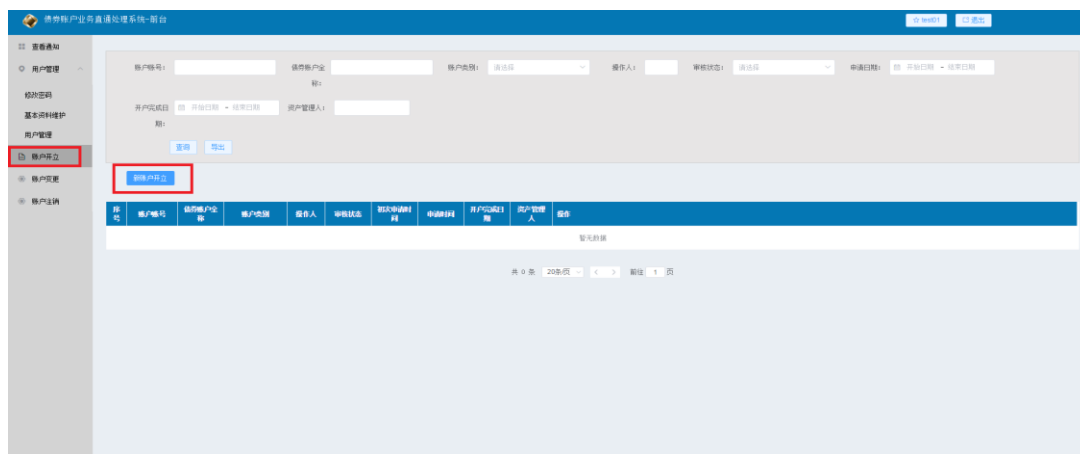 债券账户业务直通处理系统-前台
☆ test01
退出
查看通知
用户管理
修改密码
基本资料维护
用户管理
账户开立
账户变更
账户注销
账户账号：
债券账户全称：
账户类别： 请选择
操作人：
审核状态： 请选择
申请日期： 开始日期 - 结束日期
开户完成日期： 开始日期 - 结束日期
资产管理人：
查询 导出
新账户开立
序号 账户账号 债券账户全称 账户类别 操作人 审核状态 初次申请时间 申请时间 开户完成日期 资产管理人 操作
暂无数据
共 0 条 20条/页 < > 前往 1 页